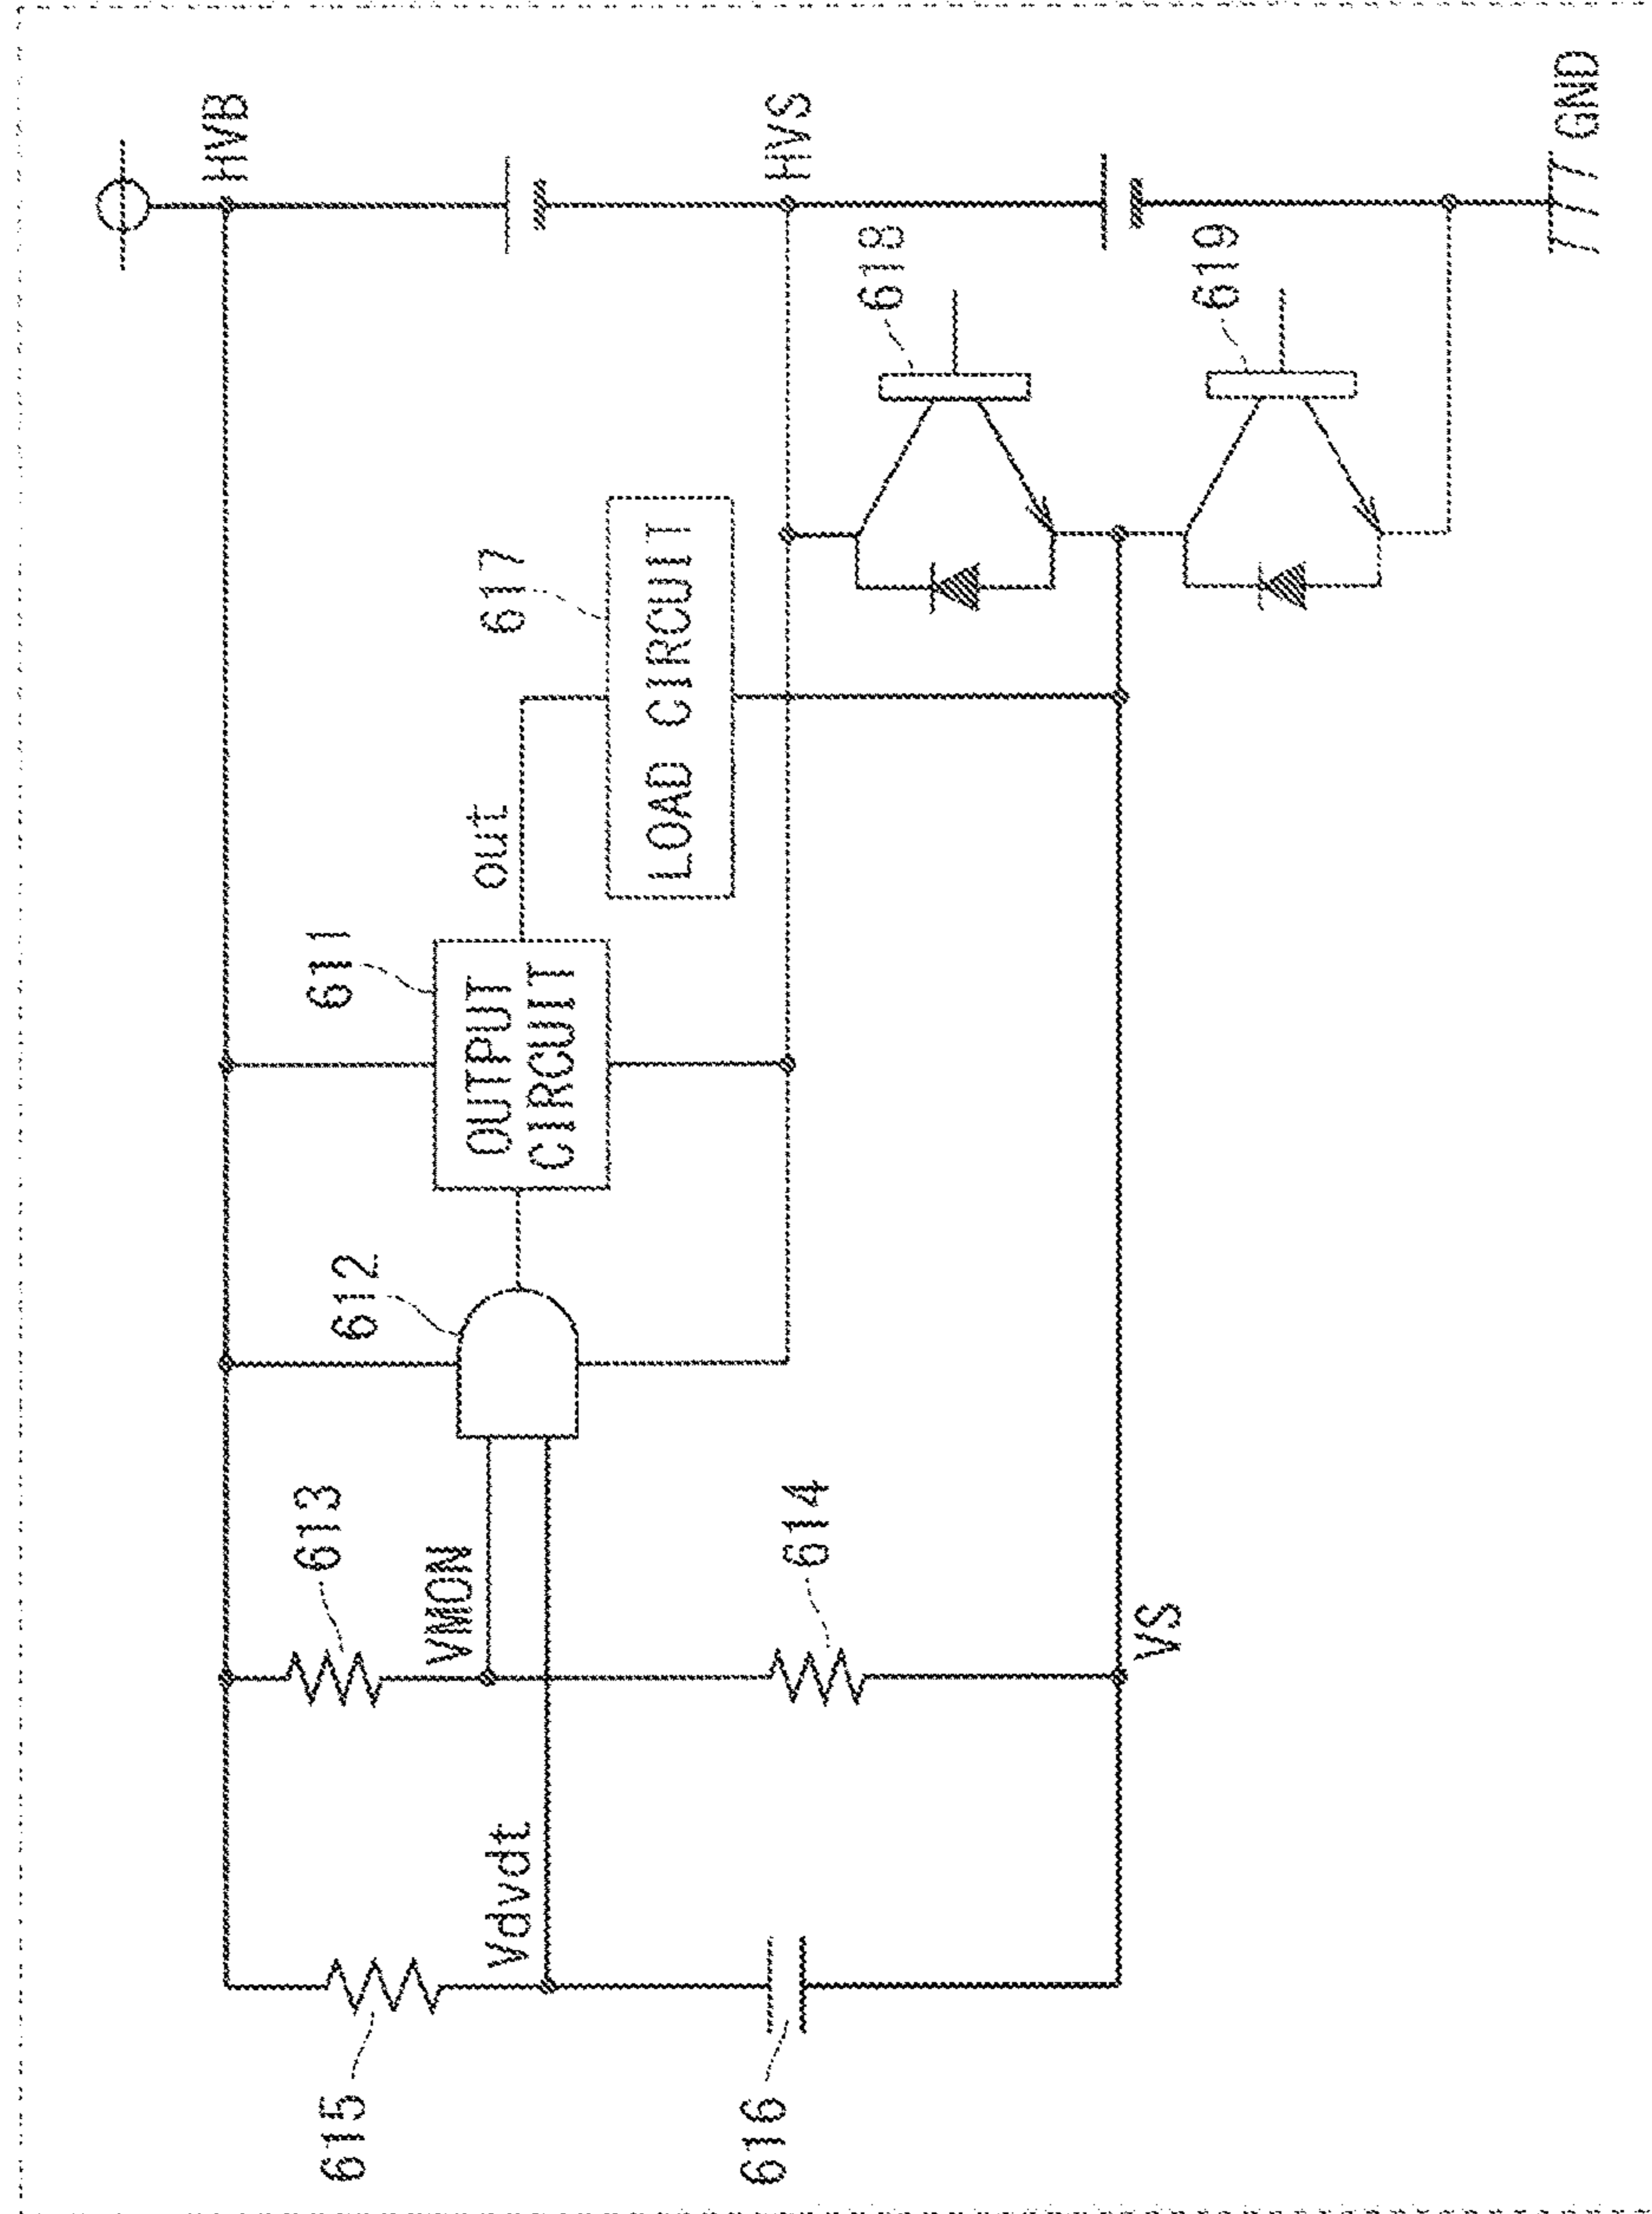 HVB
HVS
GND
618
619
617
LOAD CIRCUIT
out
611
OUTPUT
CIRCUIT
612
613
VMON
614
VS
Vdvdt
615
616